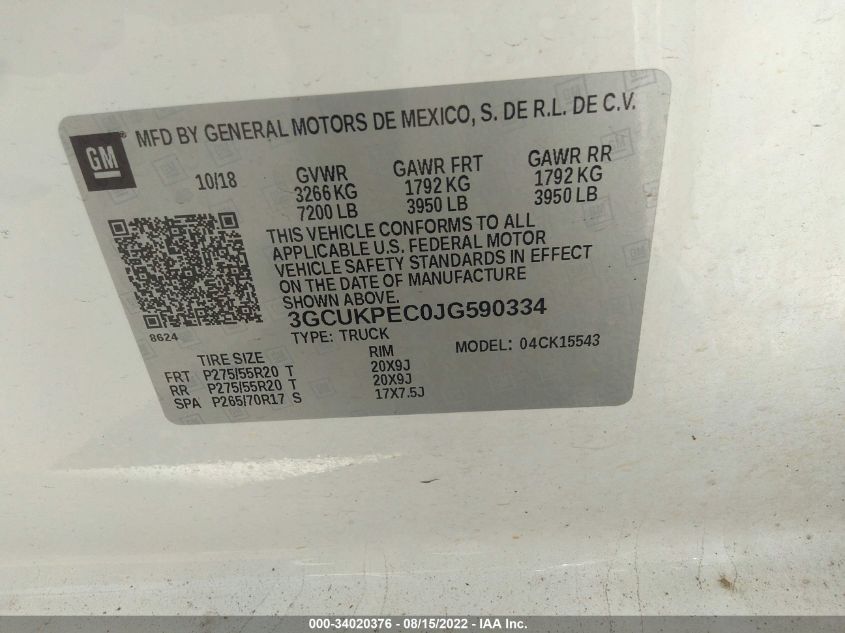 GM
MFD BY GENERAL MOTORS DE MEXICO, S. DE R.L. DE C.V.
10/18 GVWR GAWR FRT GAWR RR
3266 KG 1792 KG 1792 KG
7200 LB 3950 LB 3950 LB
THIS VEHICLE CONFORMS TO ALL
APPLICABLE U.S. FEDERAL MOTOR
VEHICLE SAFETY STANDARDS IN EFFECT
ON THE DATE OF MANUFACTURE
SHOWN ABOVE.
3GCUKPEC0JG590334
8624 TYPE: TRUCK MODEL: 04CK15543
TIRE SIZE RIM
FRT P275/55R20 T 20X9J
RR P275/55R20 T 20X9J
SPA P265/70R17 S 17X7.5J
000-34020376 - 08/15/2022 - IAA Inc.